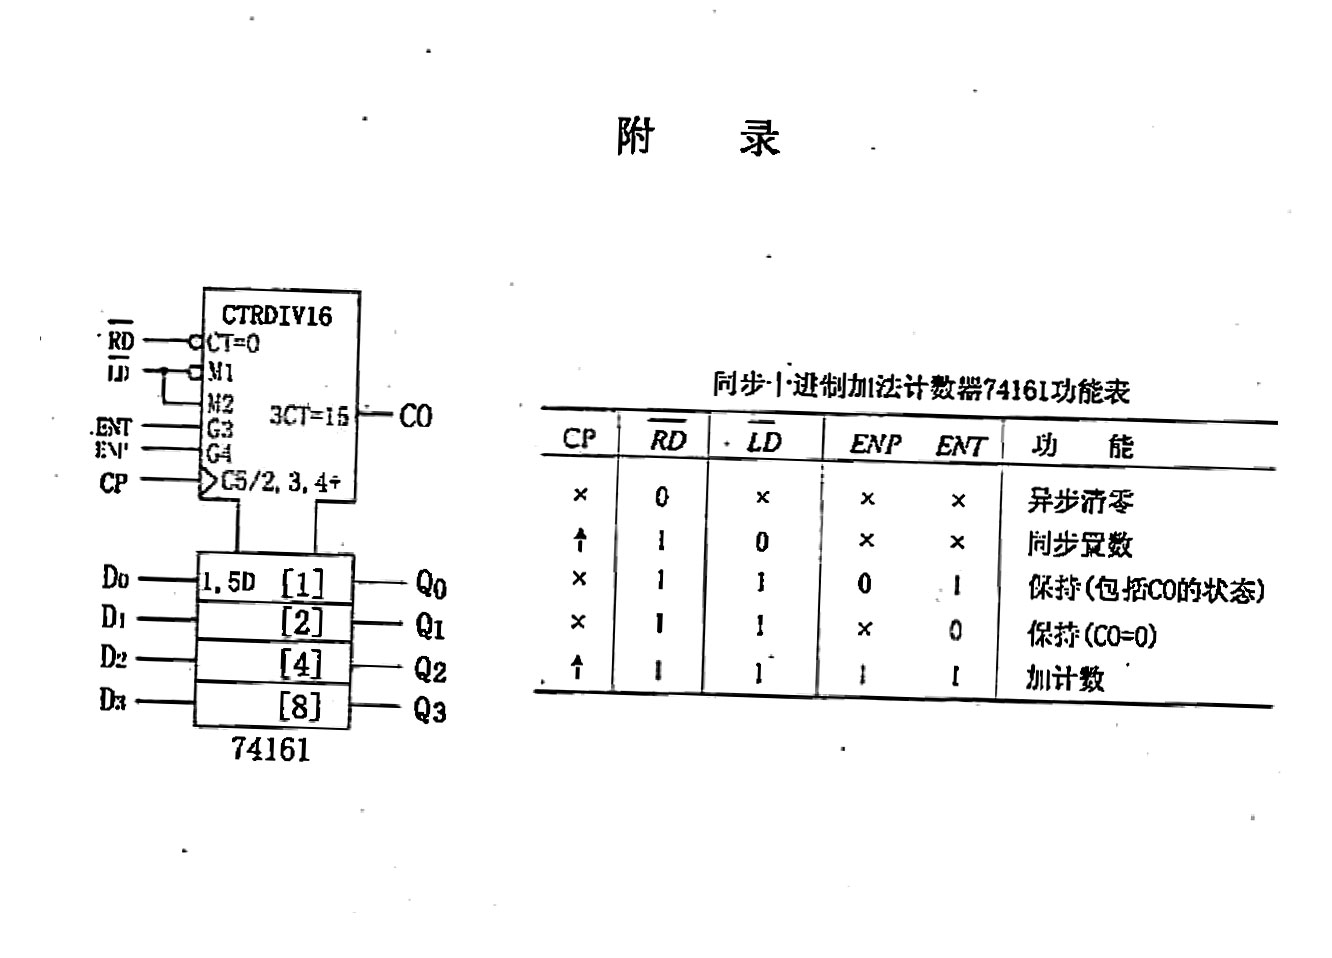 附 录
CTRDIV16
RD CT=0
LD M1
M2 3CT=15 CO
ENT G3
ENP G4
CP C5/2,3,4+
D0 1,5D [1] Q0
D1 [2] Q1
D2 [4] Q2
D3 [8] Q3
74161
同步十进制加法计数器74161功能表
CP RD LD ENP ENT 功 能
× 0 × × × 异步清零
↑ 1 0 × × 同步置数
× 1 1 0 1 保持(包括CO的状态)
× 1 1 × 0 保持(CO=0)
↑ 1 1 1 1 加计数